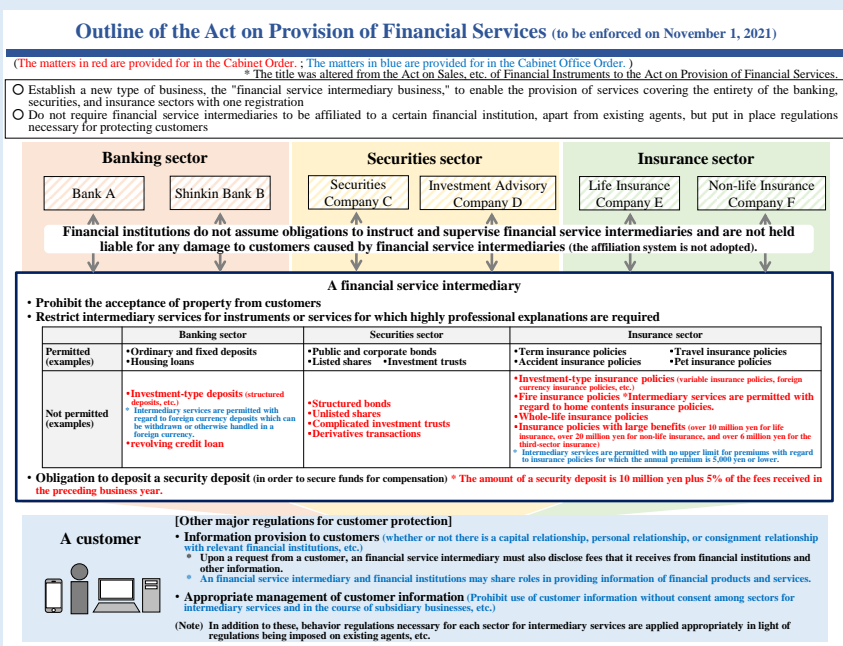 Outline of the Act on Provision of Financial Services (to be enforced on November 1, 2021)
(The matters in red are provided for in the Cabinet Order. ; The matters in blue are provided for in the Cabinet Office Order. )
* The title was altered from the Act on Sales, etc. of Financial Instruments to the Act on Provision of Financial Services.
○ Establish a new type of business, the "financial service intermediary business," to enable the provision of services covering the entirety of the banking,
securities, and insurance sectors with one registration
○ Do not require financial service intermediaries to be affiliated to a certain financial institution, apart from existing agents, but put in place regulations
necessary for protecting customers
Banking sector
Securities sector
Insurance sector
Bank A
Shinkin Bank B
Securities
Company C
Investment Advisory
Company D
Life Insurance
Company E
Non-life Insurance
Company F
Financial institutions do not assume obligations to instruct and supervise financial service intermediaries and are not held
liable for any damage to customers caused by financial service intermediaries (the affiliation system is not adopted).
A financial service intermediary
• Prohibit the acceptance of property from customers
• Restrict intermediary services for instruments or services for which highly professional explanations are required
Banking sector
Securities sector
Insurance sector
Permitted
(examples)
•Ordinary and fixed deposits
•Housing loans
•Public and corporate bonds
•Listed shares •Investment trusts
•Term insurance policies •Travel insurance policies
•Accident insurance policies •Pet insurance policies
Not permitted
(examples)
•Investment-type deposits (structured
deposits, etc.)
* Intermediary services are permitted with
regard to foreign currency deposits which can
be withdrawn or otherwise handled in a
foreign currency.
•revolving credit loan
•Structured bonds
•Unlisted shares
•Complicated investment trusts
•Derivatives transactions
•Investment-type insurance policies (variable insurance policies, foreign
currency insurance policies, etc.)
•Fire insurance policies *Intermediary services are permitted with
regard to home contents insurance policies.
•Whole-life insurance policies
•Insurance policies with large benefits (over 10 million yen for life
insurance, over 20 million yen for non-life insurance, and over 6 million yen for the
third-sector insurance)
* Intermediary services are permitted with no upper limit for premiums with regard
to insurance policies for which the annual premium is 5,000 yen or lower.
• Obligation to deposit a security deposit (in order to secure funds for compensation) * The amount of a security deposit is 10 million yen plus 5% of the fees received in
the preceding business year.
A customer
[Other major regulations for customer protection]
• Information provision to customers (whether or not there is a capital relationship, personal relationship, or consignment relationship
with relevant financial institutions, etc.)
* Upon a request from a customer, an financial service intermediary must also disclose fees that it receives from financial institutions and
other information.
* An financial service intermediary and financial institutions may share roles in providing information of financial products and services.
• Appropriate management of customer information (Prohibit use of customer information without consent among sectors for
intermediary services and in the course of subsidiary businesses, etc.)
(Note) In addition to these, behavior regulations necessary for each sector for intermediary services are applied appropriately in light of
regulations being imposed on existing agents, etc.